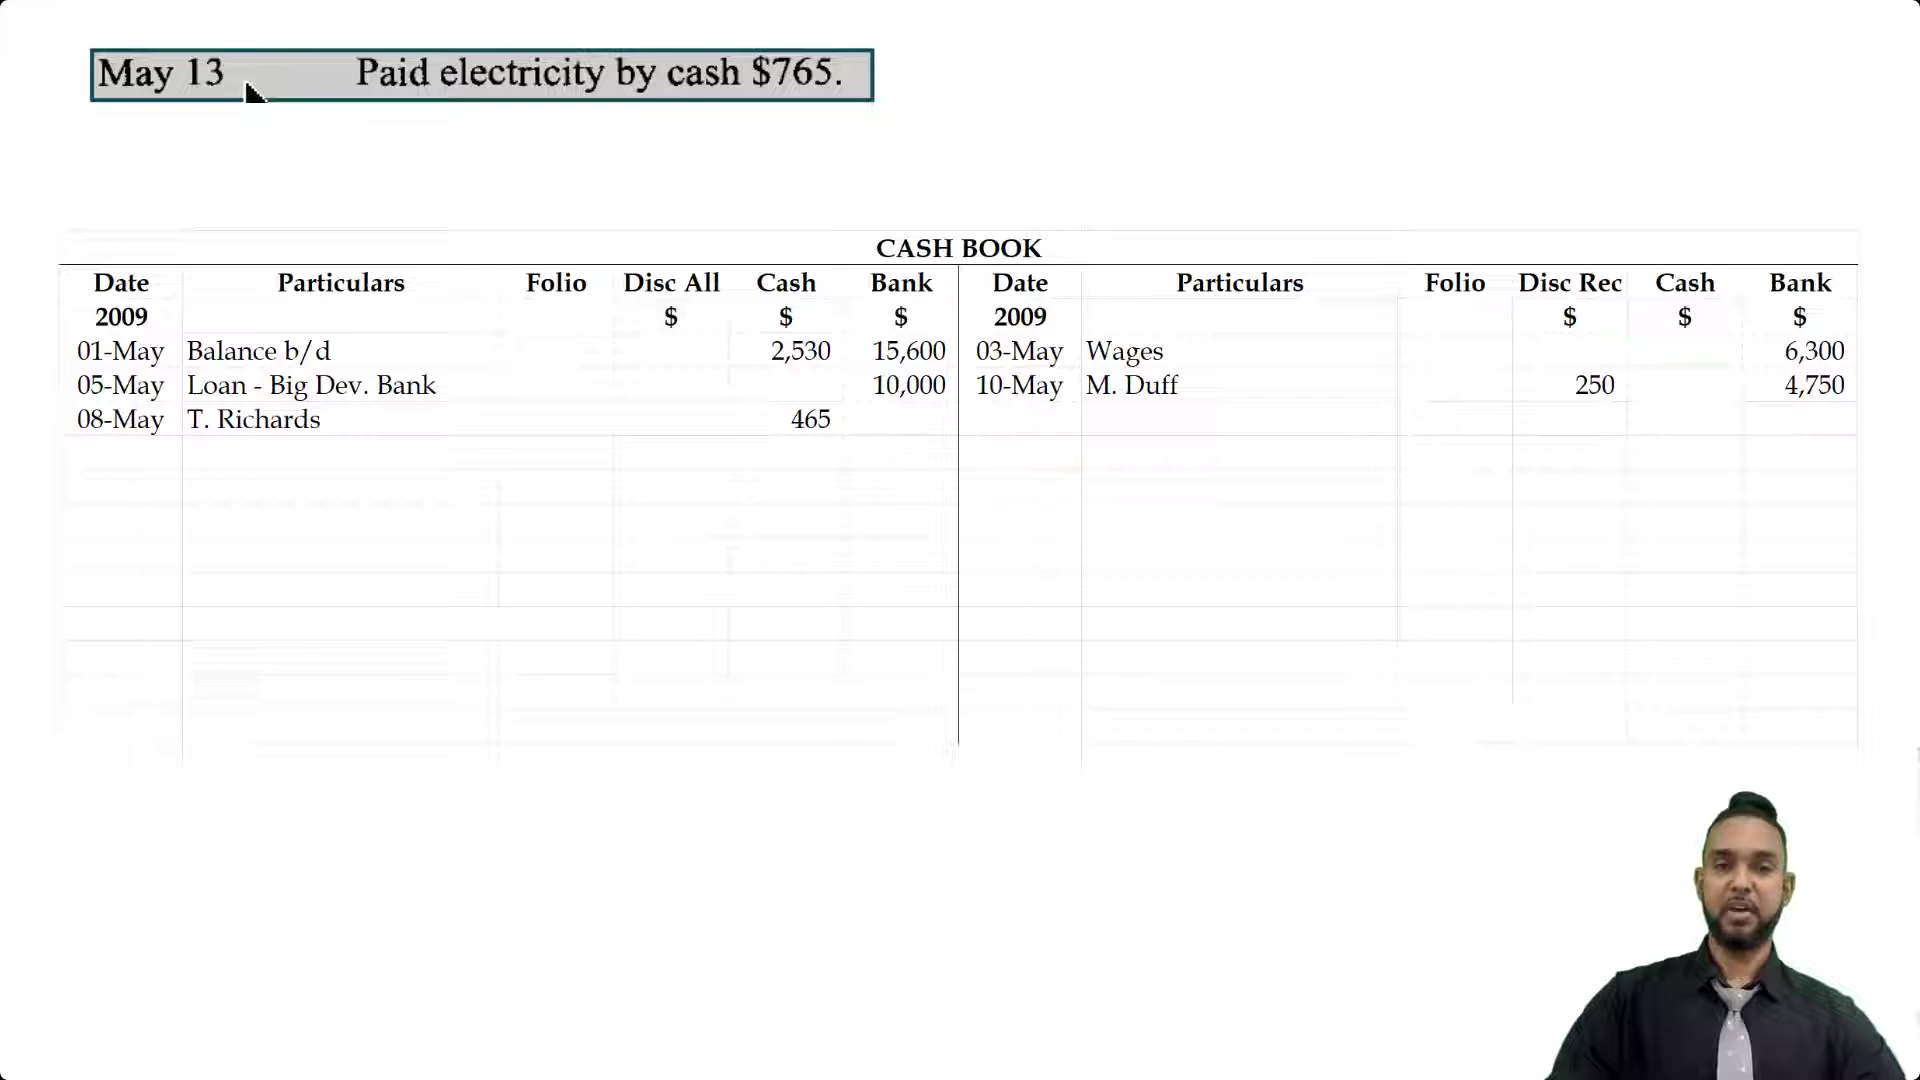 May 13 Paid electricity by cash $765.
CASH BOOK
Date Particulars Folio Disc All Cash Bank Date Particulars Folio Disc Rec Cash Bank
2009 $ $ $ 2009 $ $ $
01-May Balance b/d 2,530 15,600 03-May Wages 6,300
05-May Loan - Big Dev. Bank 10,000 10-May M. Duff 250 4,750
08-May T. Richards 465